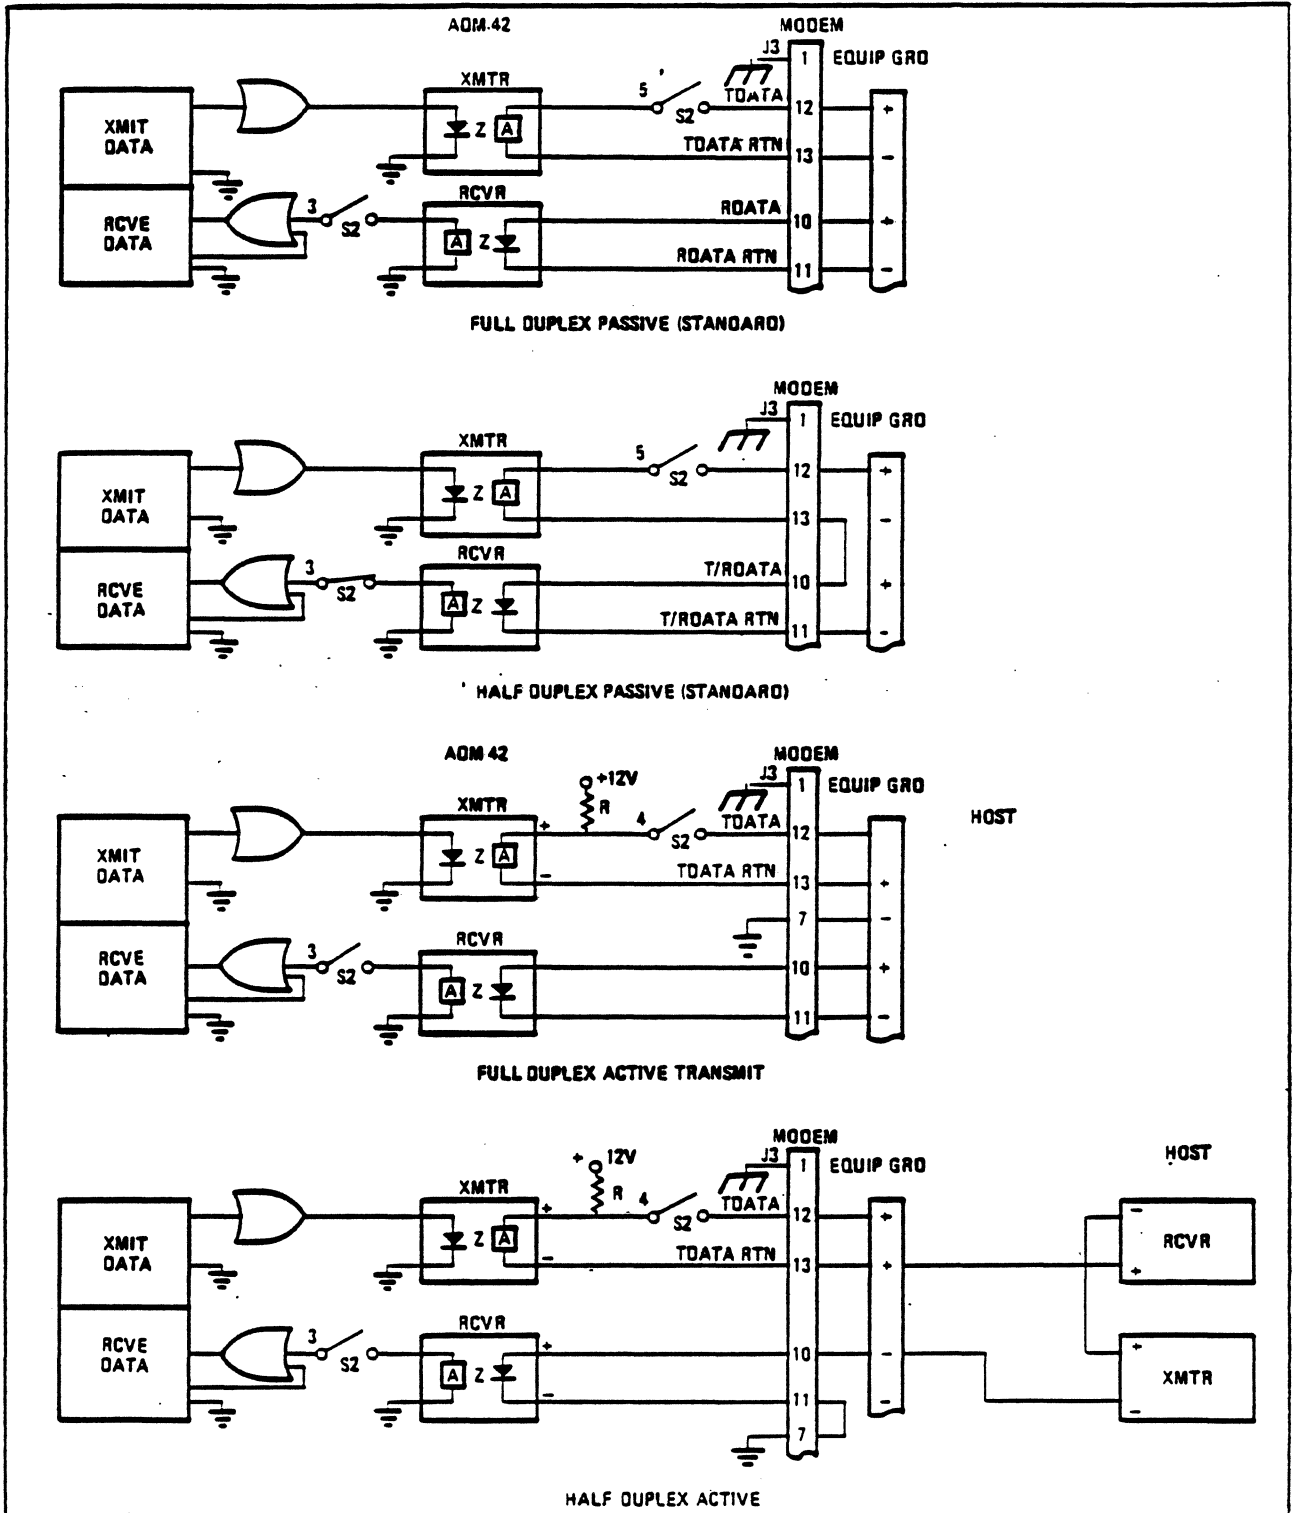 ADM-42
MODEM
J3 1 EQUIP GRD
XMTR
5 S2 TDATA 12 +
XMIT DATA
Z A
TDATA RTN 13 -
RCVR
RCVE DATA
3 S2
RDATA 10 +
A Z
RDATA RTN 11 -
FULL DUPLEX PASSIVE (STANDARD)
MODEM
J3 1 EQUIP GRD
XMTR
5 S2 12 +
XMIT DATA
Z A
13 -
RCVR
RCVE DATA
3 S2
T/RDATA 10 +
A Z
T/RDATA RTN 11 -
HALF DUPLEX PASSIVE (STANDARD)
ADM-42
MODEM
+12V
J3 1 EQUIP GRD
XMTR
R
HOST
+ 4 S2 TDATA 12
XMIT DATA
Z A
- TDATA RTN 13 +
7 -
RCVR
RCVE DATA
3 S2
10 +
A Z
11 -
FULL DUPLEX ACTIVE TRANSMIT
MODEM
HOST
+ 12V
J3 1 EQUIP GRD
XMTR
R
+ 4 S2 TDATA 12 +
-
RCVR
XMIT DATA
Z A
- TDATA RTN 13 +
+
RCVR
RCVE DATA
3 S2
+ 10 -
+
XMTR
A Z
- 11 -
-
7
HALF DUPLEX ACTIVE